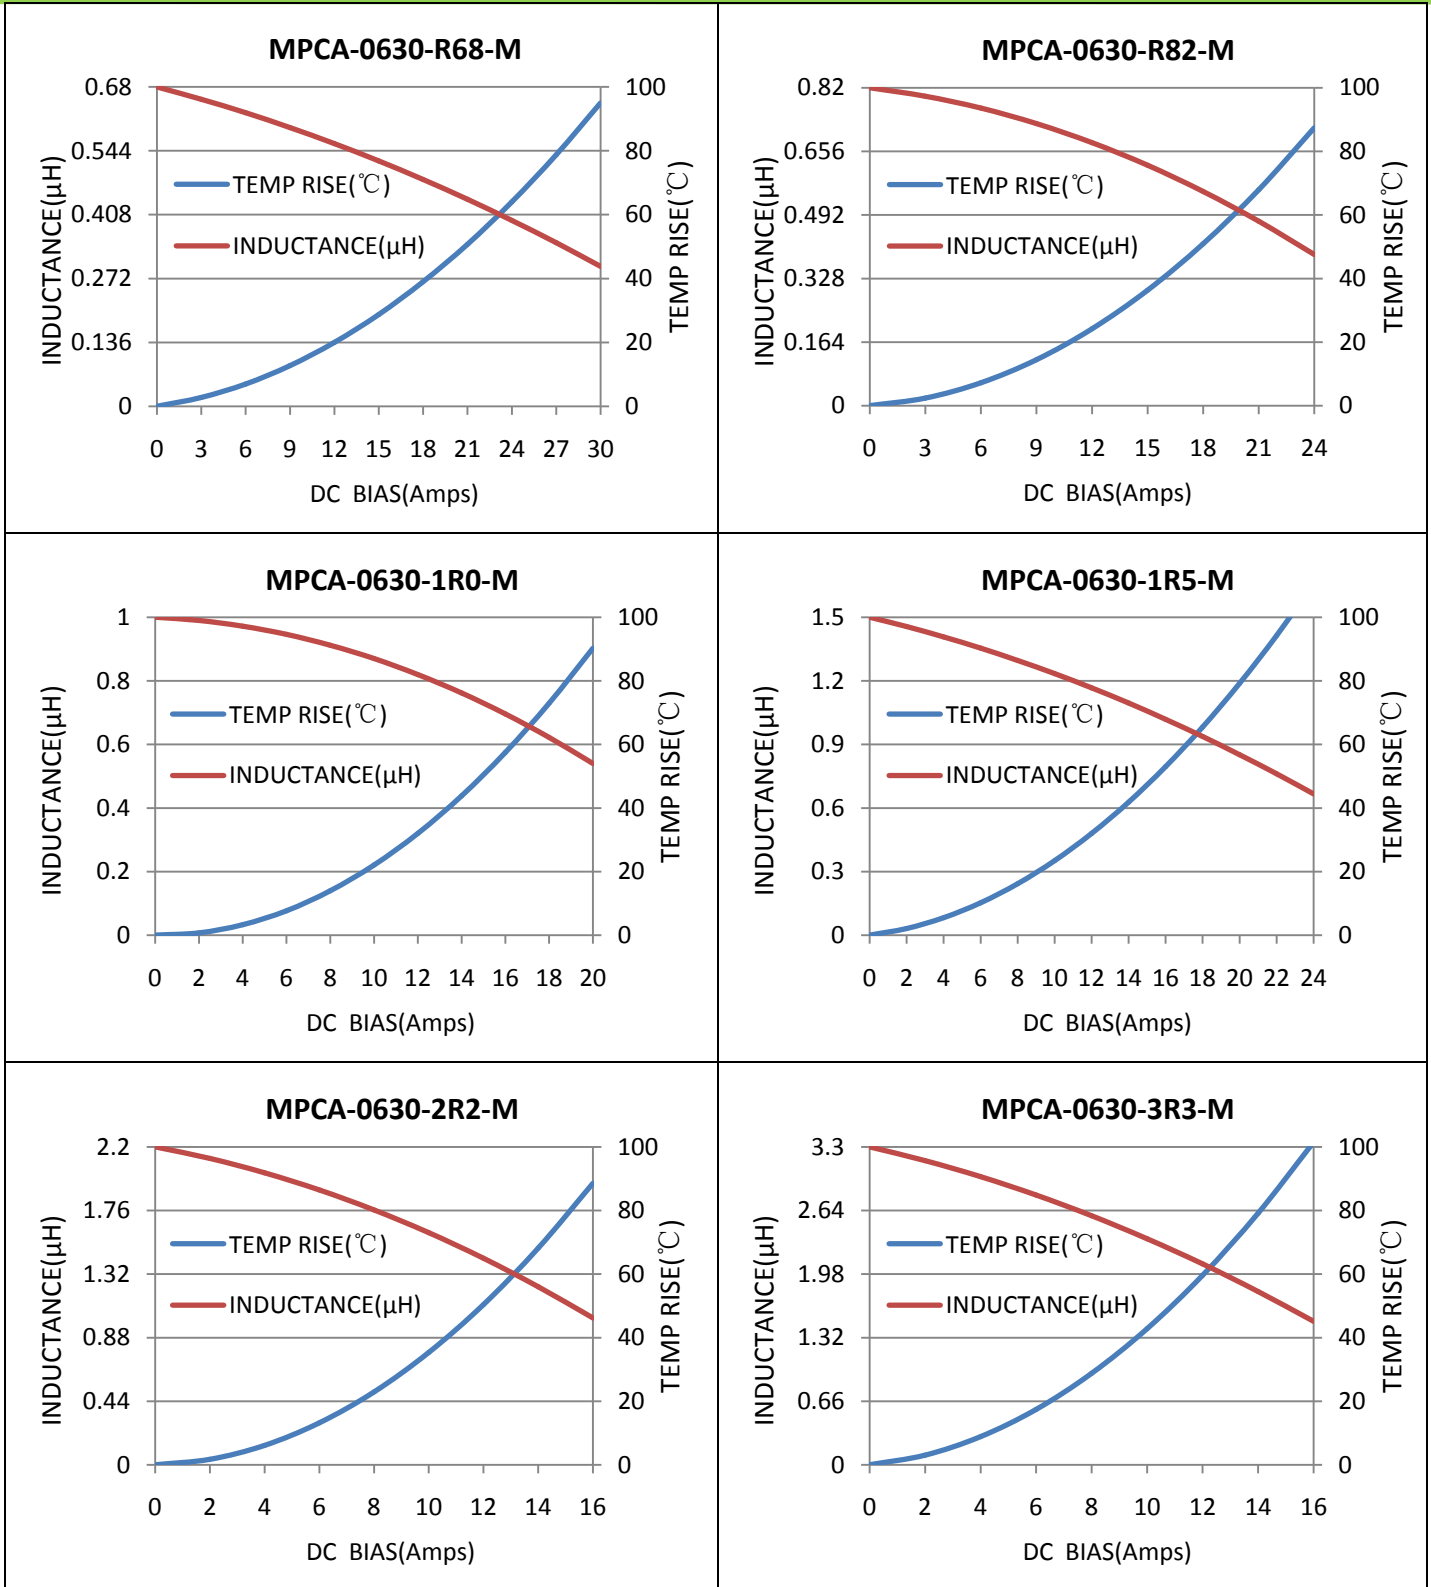 MPCA-0630-R68-M
0.68
0.544
0.408
0.272
0.136
0
100
80
60
40
20
0
INDUCTANCE(μH)
TEMP RISE(℃)
TEMP RISE(℃)
INDUCTANCE(μH)
0 3 6 9 12 15 18 21 24 27 30
DC BIAS(Amps)
MPCA-0630-R82-M
0.82
0.656
0.492
0.328
0.164
0
100
80
60
40
20
0
INDUCTANCE(μH)
TEMP RISE(℃)
TEMP RISE(℃)
INDUCTANCE(μH)
0 3 6 9 12 15 18 21 24
DC BIAS(Amps)
MPCA-0630-1R0-M
1
0.8
0.6
0.4
0.2
0
100
80
60
40
20
0
INDUCTANCE(μH)
TEMP RISE(℃)
TEMP RISE(℃)
INDUCTANCE(μH)
0 2 4 6 8 10 12 14 16 18 20
DC BIAS(Amps)
MPCA-0630-1R5-M
1.5
1.2
0.9
0.6
0.3
0
100
80
60
40
20
0
INDUCTANCE(μH)
TEMP RISE(℃)
TEMP RISE(℃)
INDUCTANCE(μH)
0 2 4 6 8 10 12 14 16 18 20 22 24
DC BIAS(Amps)
MPCA-0630-2R2-M
2.2
1.76
1.32
0.88
0.44
0
100
80
60
40
20
0
INDUCTANCE(μH)
TEMP RISE(℃)
TEMP RISE(℃)
INDUCTANCE(μH)
0 2 4 6 8 10 12 14 16
DC BIAS(Amps)
MPCA-0630-3R3-M
3.3
2.64
1.98
1.32
0.66
0
100
80
60
40
20
0
INDUCTANCE(μH)
TEMP RISE(℃)
TEMP RISE(℃)
INDUCTANCE(μH)
0 2 4 6 8 10 12 14 16
DC BIAS(Amps)